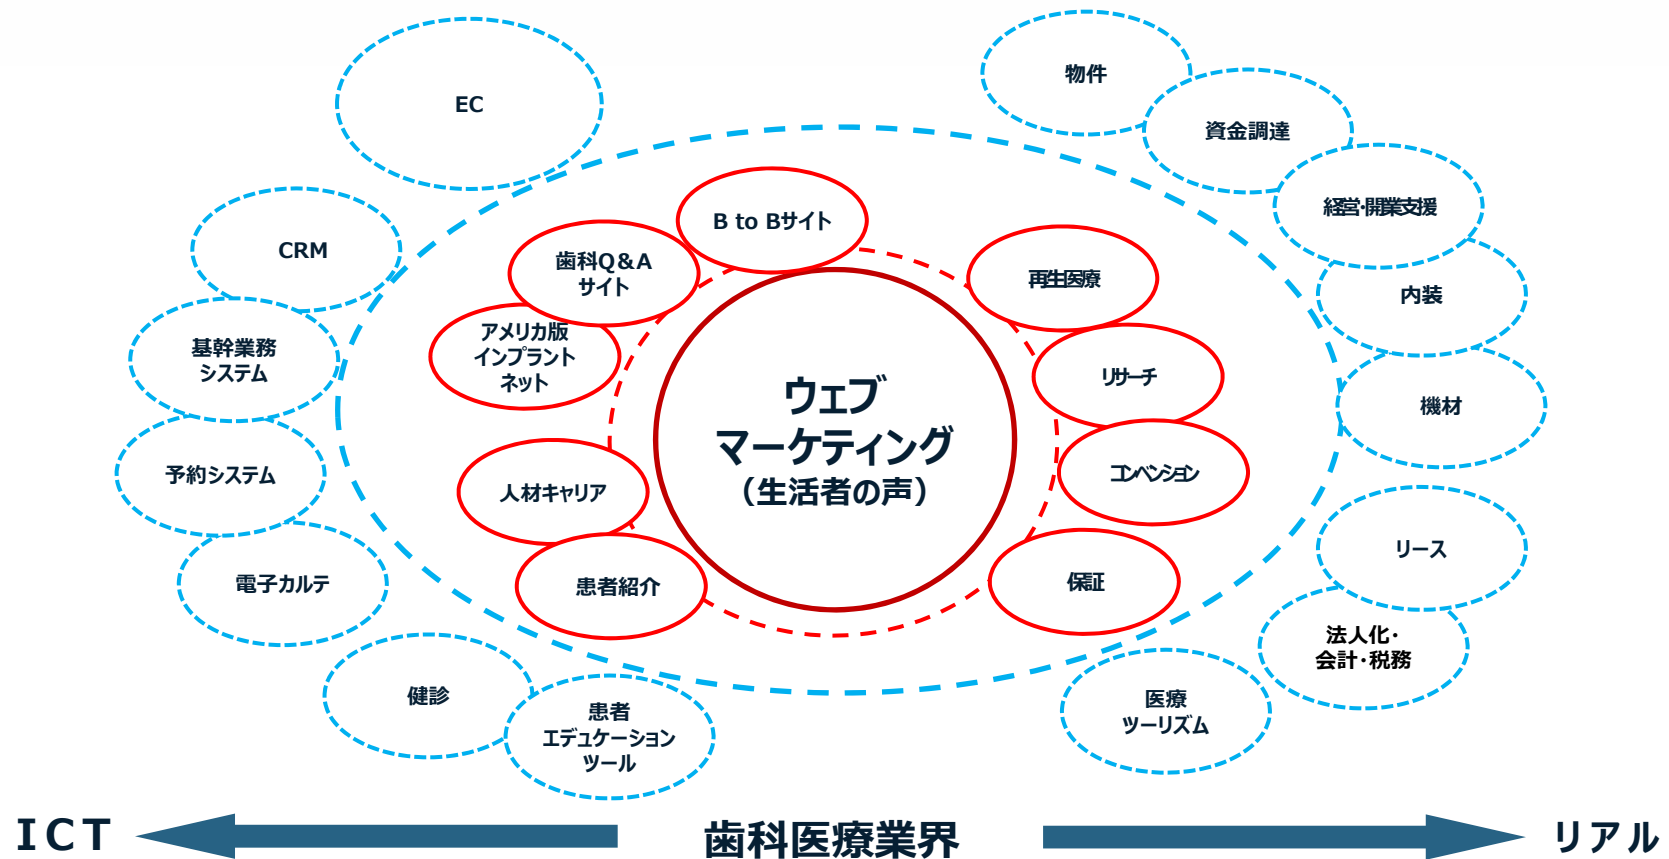 EC
物件
資金調達
経営・開業支援
B to Bサイト
CRM
歯科Q&A
サイト
再生医療
内装
アメリカ版
インプラント
ネット
基幹業務
システム
リサーチ
機材
ウェブ
マーケティング
（生活者の声）
予約システム
人材キャリア
コンベンション
リース
電子カルテ
患者紹介
保証
法人化・
会計・税務
健診
患者
エデュケーション
ツール
医療
ツーリズム
ICT
歯科医療業界
リアル